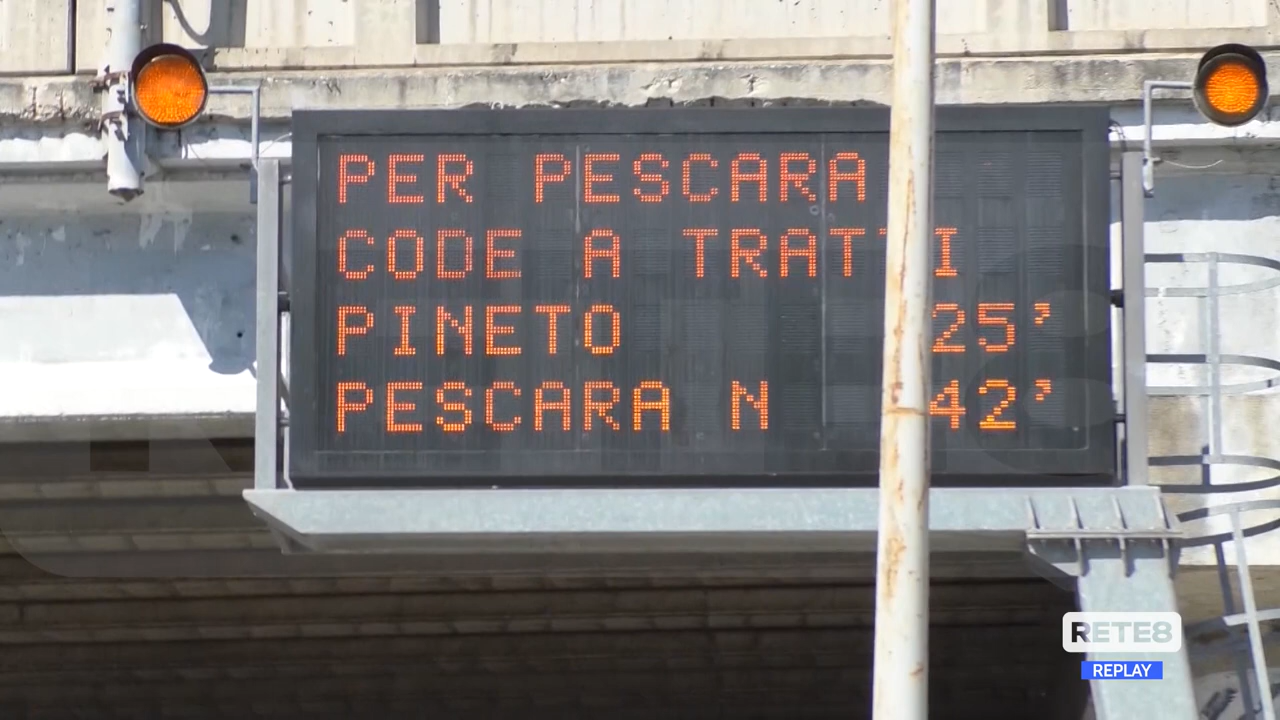 PER PESCARA
CODE A TRATTI
PINETO 25'
PESCARA N 42'
RETE8
REPLAY